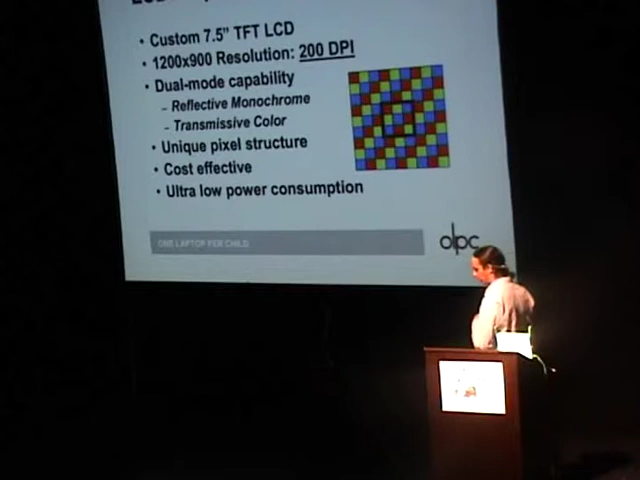 • Custom 7.5" TFT LCD
• 1200x900 Resolution: 200 DPI
• Dual-mode capability
– Reflective Monochrome
– Transmissive Color
• Unique pixel structure
• Cost effective
• Ultra low power consumption
ONE LAPTOP PER CHILD
olpc